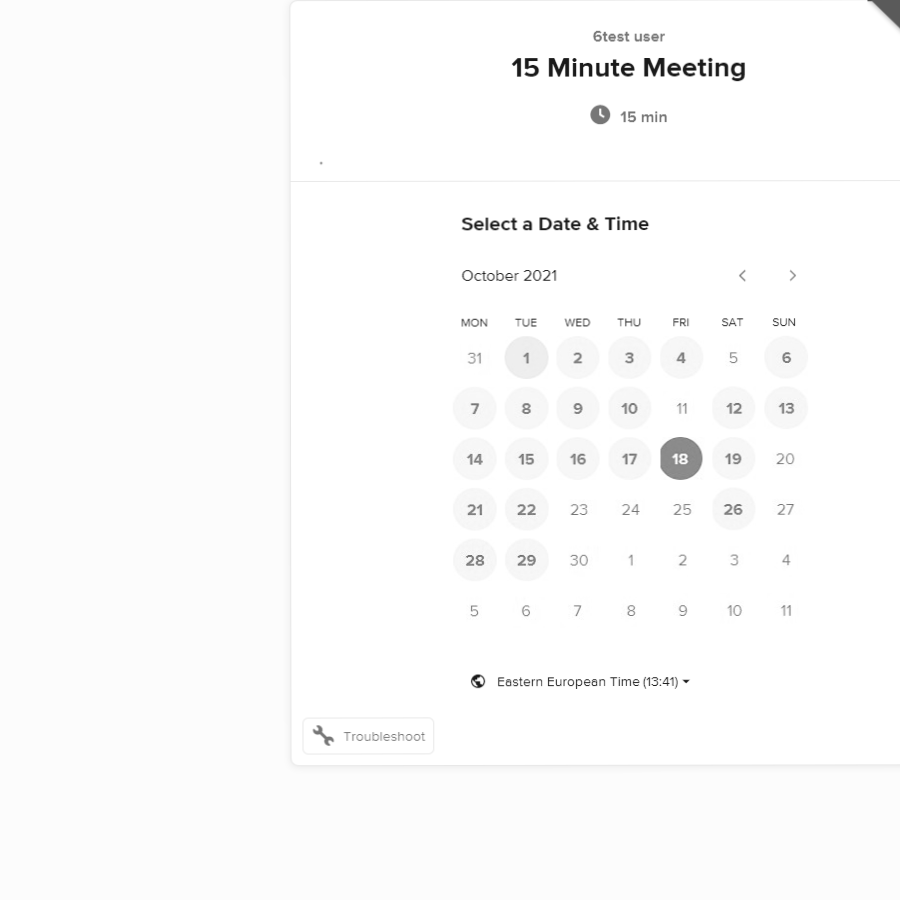 6test user
15 Minute Meeting
15 min
.
Select a Date & Time
October 2021
MON TUE WED THU FRI SAT SUN
31 1 2 3 4 5 6
7 8 9 10 11 12 13
14 15 16 17 18 19 20
21 22 23 24 25 26 27
28 29 30 1 2 3 4
5 6 7 8 9 10 11
Eastern European Time (13:41)
Troubleshoot